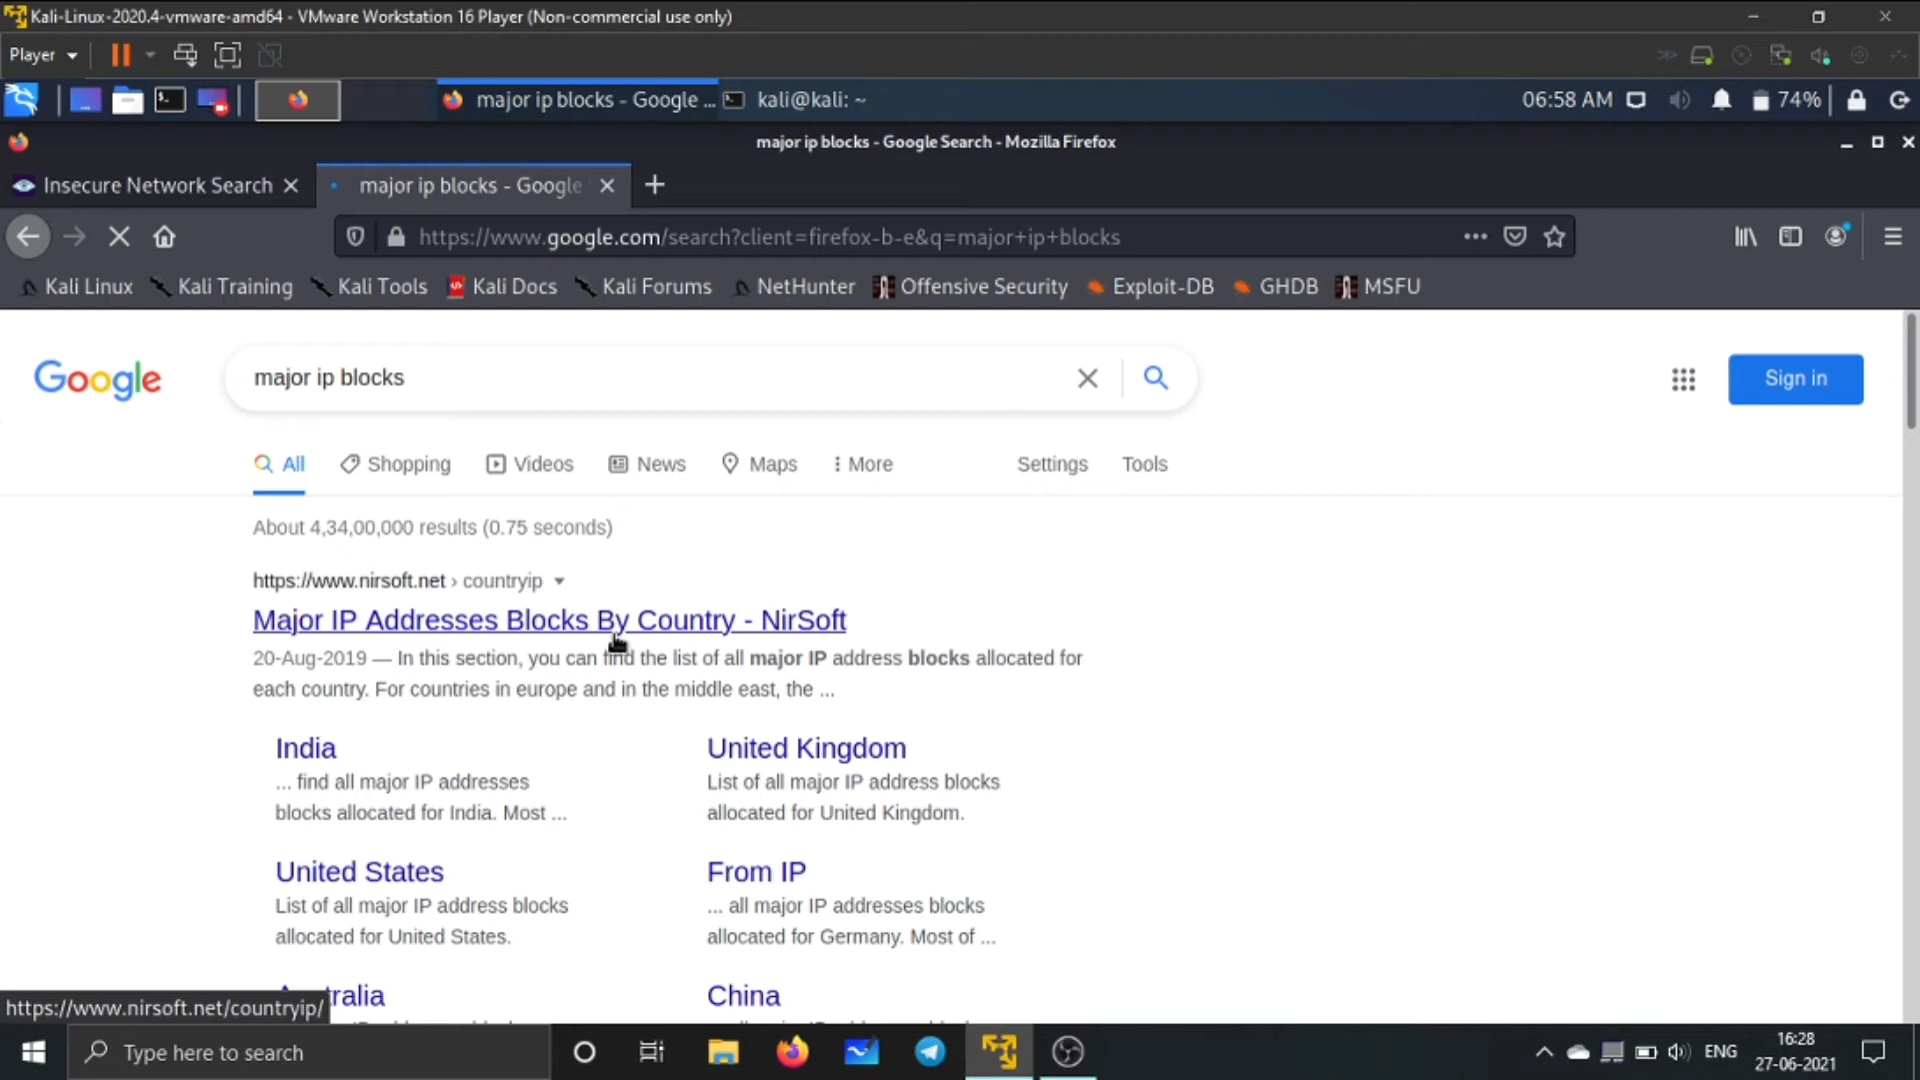 Kali-Linux-2020.4-vmware-amd64 - VMware Workstation 16 Player (Non-commercial use only)
Player
major ip blocks - Google ...
kali@kali: ~
06:58 AM
74%
major ip blocks - Google Search - Mozilla Firefox
Insecure Network Search
major ip blocks - Google
https://www.google.com/search?client=firefox-b-e&q=major+ip+blocks
Kali Linux
Kali Training
Kali Tools
Kali Docs
Kali Forums
NetHunter
Offensive Security
Exploit-DB
GHDB
MSFU
Google
major ip blocks
Sign in
All
Shopping
Videos
News
Maps
More
Settings
Tools
About 4,34,00,000 results (0.75 seconds)
https://www.nirsoft.net › countryip
Major IP Addresses Blocks By Country - NirSoft
20-Aug-2019 — In this section, you can find the list of all major IP address blocks allocated for
each country. For countries in europe and in the middle east, the ...
India
... find all major IP addresses
blocks allocated for India. Most ...
United Kingdom
List of all major IP address blocks
allocated for United Kingdom.
United States
List of all major IP address blocks
allocated for United States.
From IP
... all major IP addresses blocks
allocated for Germany. Most of ...
tralia
China
https://www.nirsoft.net/countryip/
Type here to search
ENG
16:28
27-06-2021